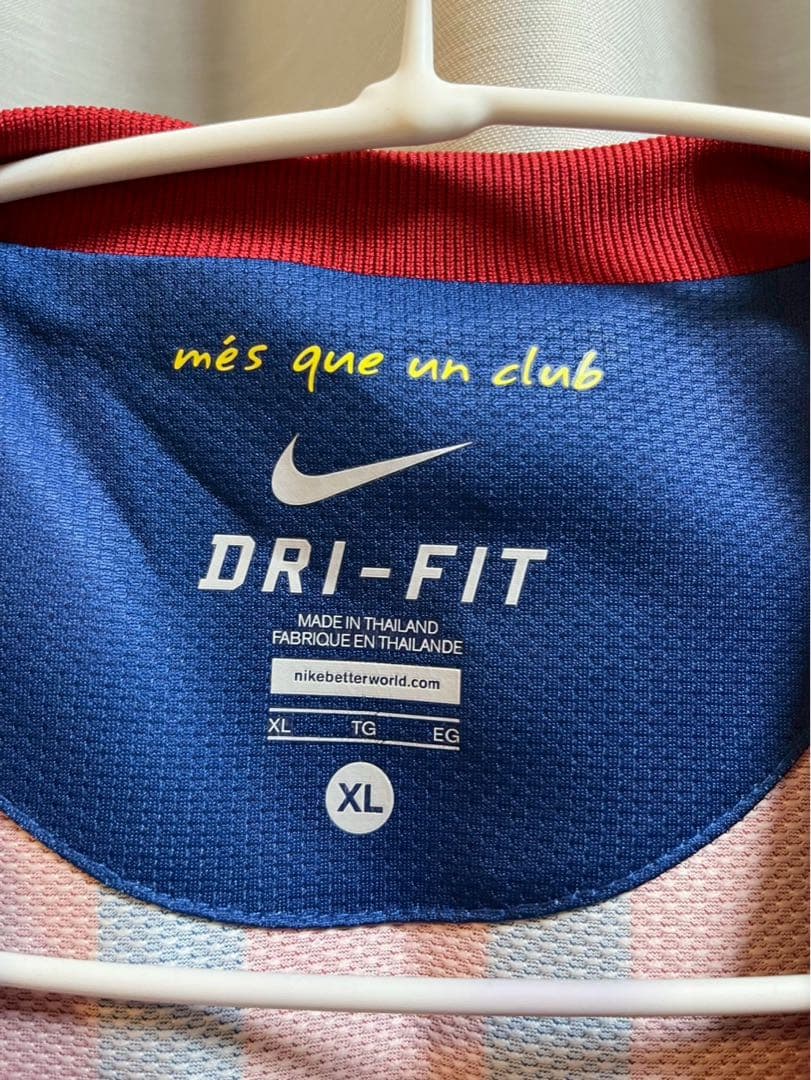 més que un club
DRI-FIT
MADE IN THAILAND
FABRIQUE EN THAILANDE
nikebetterworld.com
XL TG EG
XL